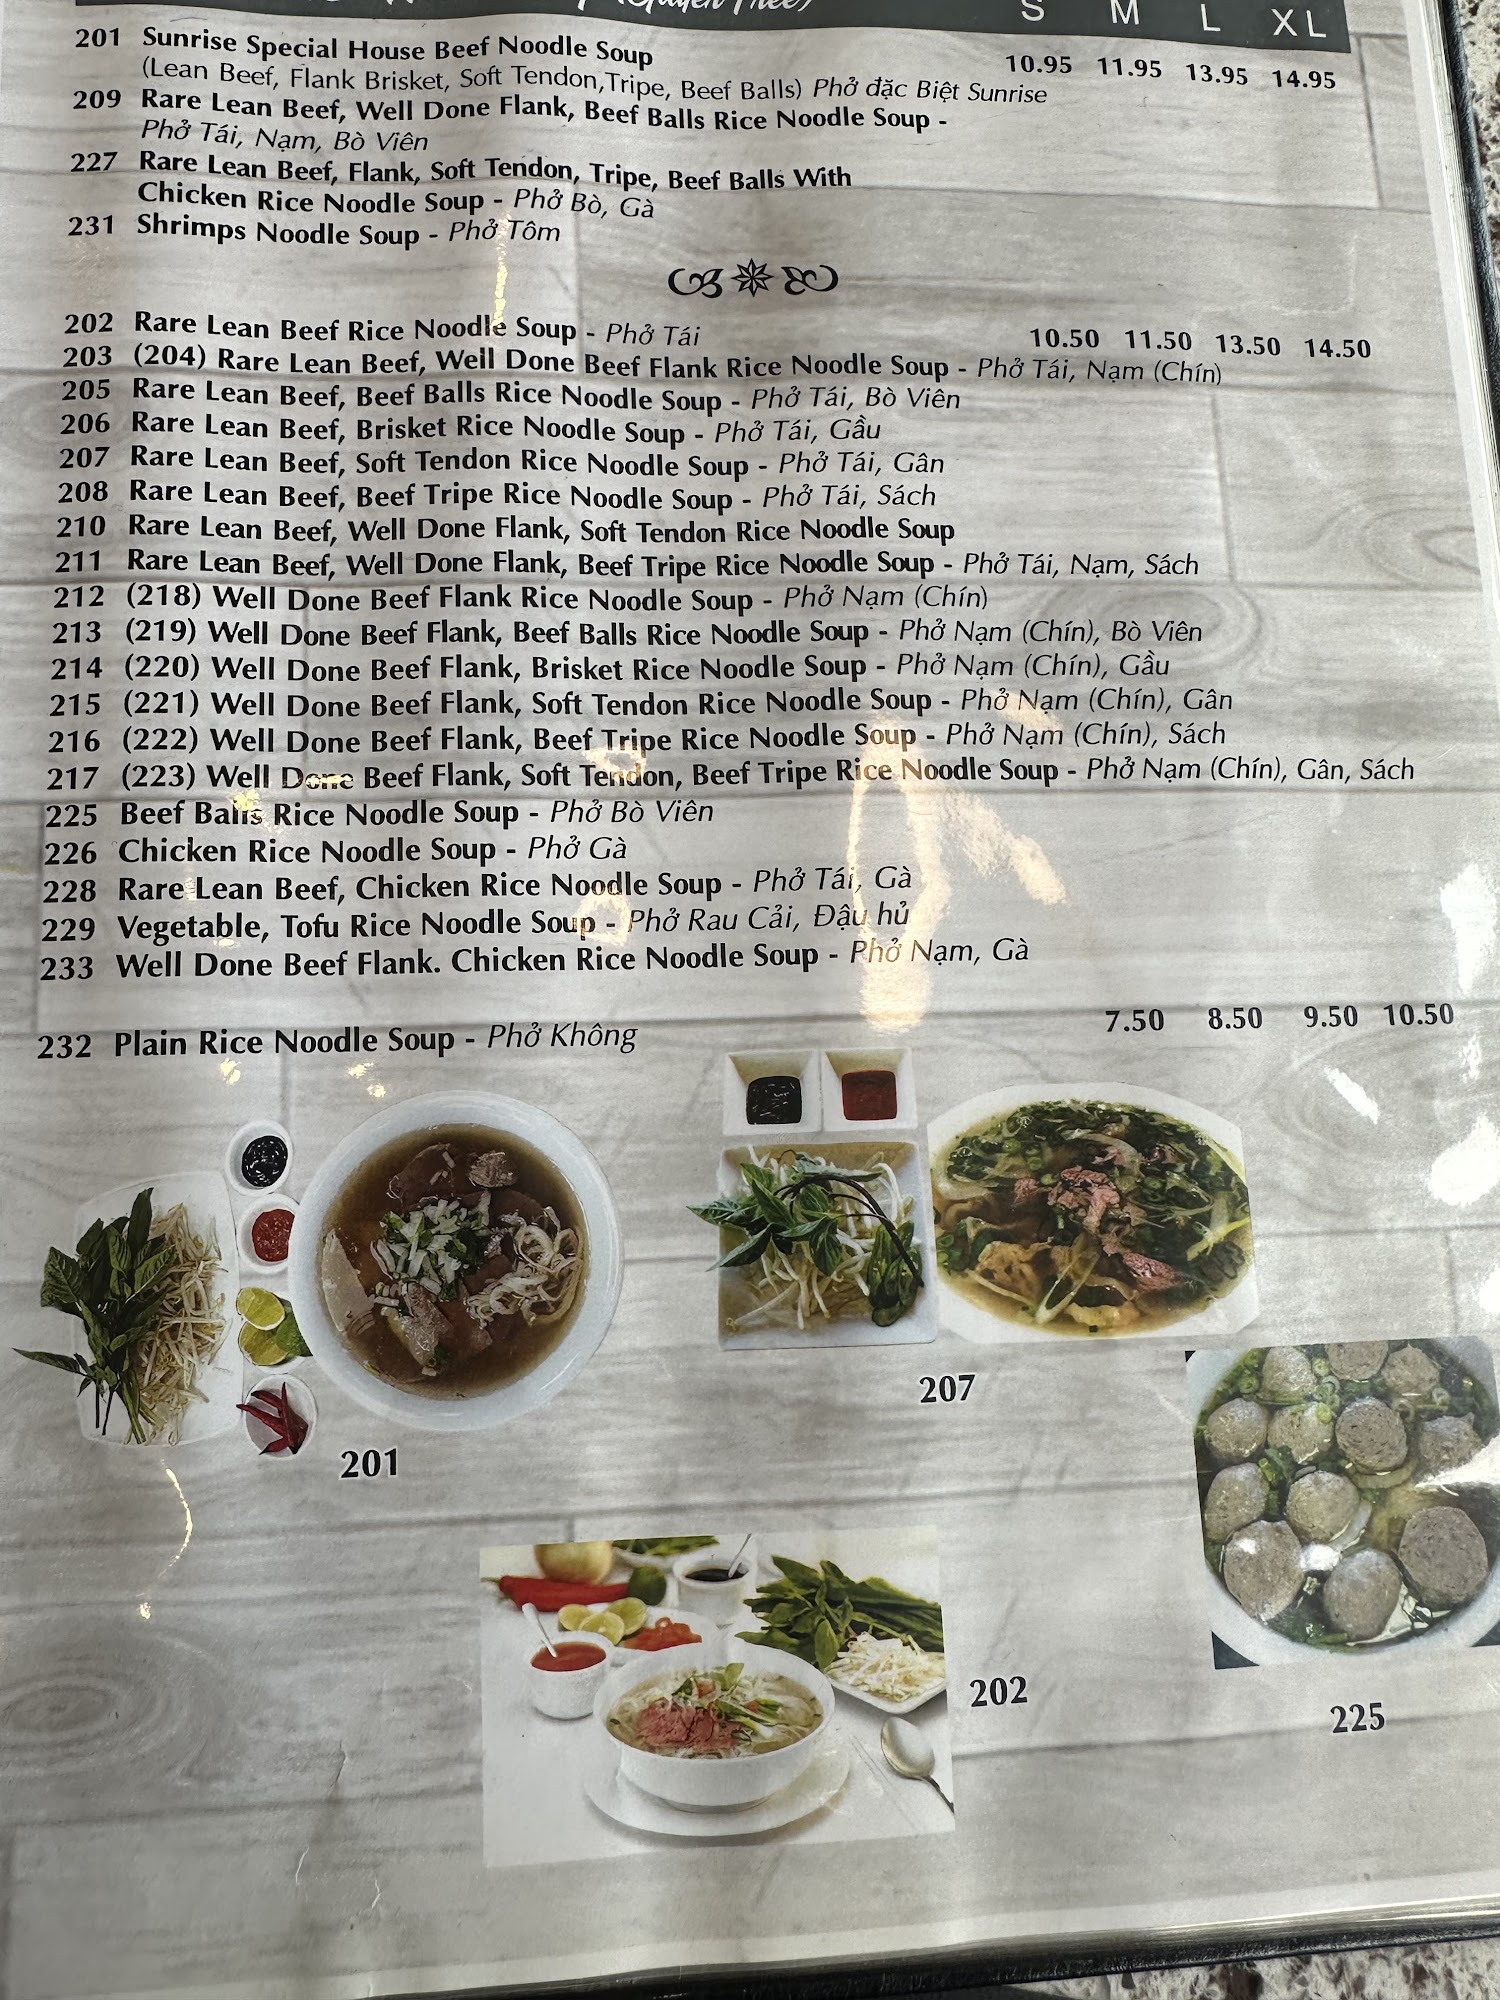 (Gluten Free)
S M L XL
201 Sunrise Special House Beef Noodle Soup 10.95 11.95 13.95 14.95
(Lean Beef, Flank Brisket, Soft Tendon,Tripe, Beef Balls) Phở đặc Biệt Sunrise
209 Rare Lean Beef, Well Done Flank, Beef Balls Rice Noodle Soup -
Phở Tái, Nạm, Bò Viên
227 Rare Lean Beef, Flank, Soft Tendon, Tripe, Beef Balls With
Chicken Rice Noodle Soup - Phở Bò, Gà
231 Shrimps Noodle Soup - Phở Tôm
202 Rare Lean Beef Rice Noodle Soup - Phở Tái 10.50 11.50 13.50 14.50
203 (204) Rare Lean Beef, Well Done Beef Flank Rice Noodle Soup - Phở Tái, Nạm (Chín)
205 Rare Lean Beef, Beef Balls Rice Noodle Soup - Phở Tái, Bò Viên
206 Rare Lean Beef, Brisket Rice Noodle Soup - Phở Tái, Gầu
207 Rare Lean Beef, Soft Tendon Rice Noodle Soup - Phở Tái, Gân
208 Rare Lean Beef, Beef Tripe Rice Noodle Soup - Phở Tái, Sách
210 Rare Lean Beef, Well Done Flank, Soft Tendon Rice Noodle Soup
211 Rare Lean Beef, Well Done Flank, Beef Tripe Rice Noodle Soup - Phở Tái, Nạm, Sách
212 (218) Well Done Beef Flank Rice Noodle Soup - Phở Nạm (Chín)
213 (219) Well Done Beef Flank, Beef Balls Rice Noodle Soup - Phở Nạm (Chín), Bò Viên
214 (220) Well Done Beef Flank, Brisket Rice Noodle Soup - Phở Nạm (Chín), Gầu
215 (221) Well Done Beef Flank, Soft Tendon Rice Noodle Soup - Phở Nạm (Chín), Gân
216 (222) Well Done Beef Flank, Beef Tripe Rice Noodle Soup - Phở Nạm (Chín), Sách
217 (223) Well Done Beef Flank, Soft Tendon, Beef Tripe Rice Noodle Soup - Phở Nạm (Chín), Gân, Sách
225 Beef Balls Rice Noodle Soup - Phở Bò Viên
226 Chicken Rice Noodle Soup - Phở Gà
228 Rare Lean Beef, Chicken Rice Noodle Soup - Phở Tái, Gà
229 Vegetable, Tofu Rice Noodle Soup - Phở Rau Cải, Đậu hủ
233 Well Done Beef Flank. Chicken Rice Noodle Soup - Phở Nạm, Gà
232 Plain Rice Noodle Soup - Phở Không 7.50 8.50 9.50 10.50
207
201
202
225